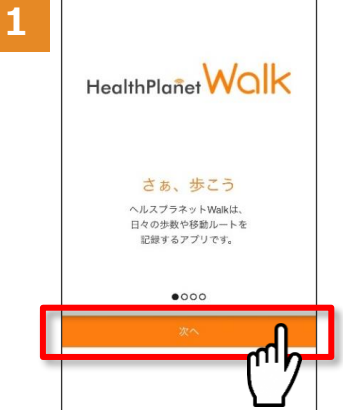 1
HealthPlanet Walk
さぁ、歩こう
ヘルスプラネットWalkは、
日々の歩数や移動ルートを
記録するアプリです。
次へ